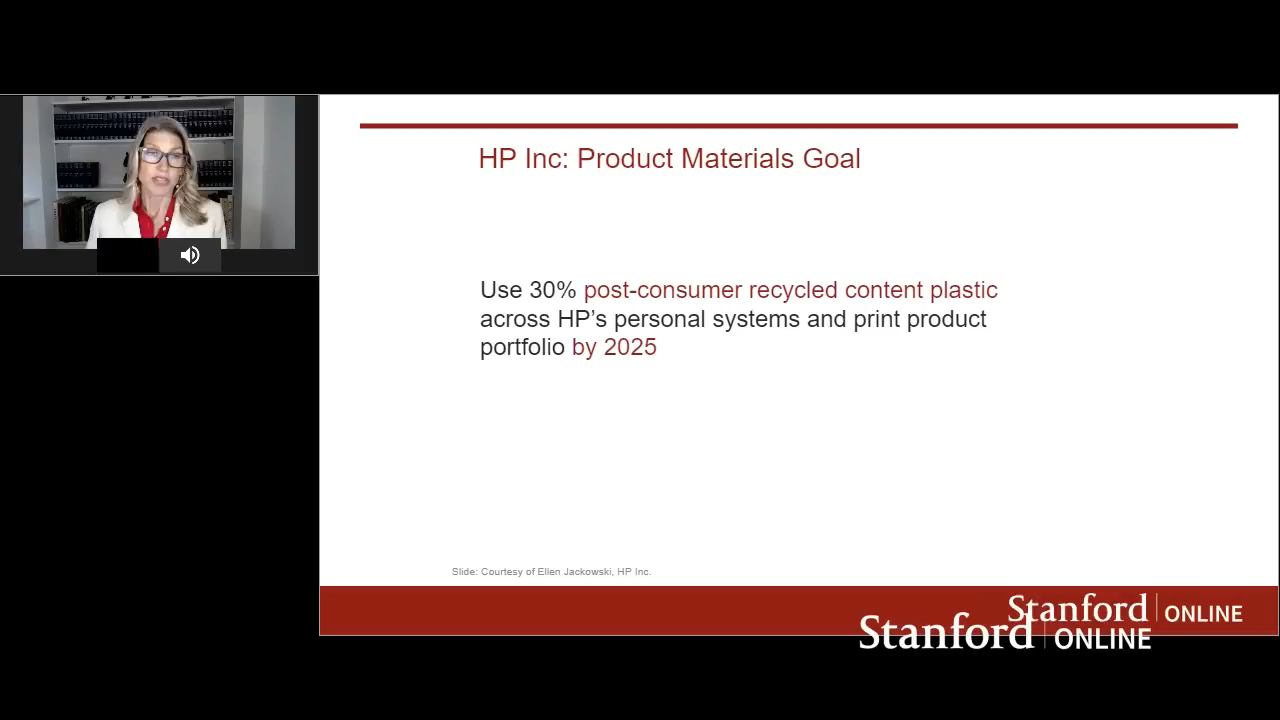 HP Inc: Product Materials Goal
Use 30% post-consumer recycled content plastic
across HP’s personal systems and print product
portfolio by 2025
Slide: Courtesy of Ellen Jackowski, HP Inc.
Stanford ONLINE
Stanford ONLINE